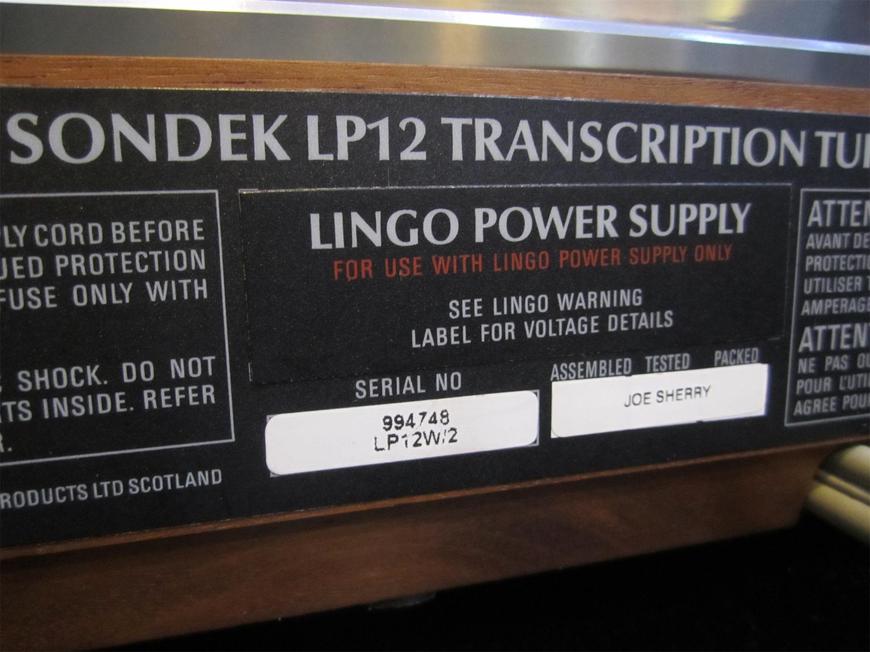 SONDEK LP12 TRANSCRIPTION
LY CORD BEFORE
UED PROTECTION
FUSE ONLY WITH
SHOCK. DO NOT
TS INSIDE. REFER
R.
RODUCTS LTD SCOTLAND
LINGO POWER SUPPLY
FOR USE WITH LINGO POWER SUPPLY ONLY
SEE LINGO WARNING
LABEL FOR VOLTAGE DETAILS
SERIAL NO
994748
LP12W/2
ASSEMBLED TESTED PACKED
JOE SHERRY
ATTEN
AVANT DE
PROTECTI
UTILISER
AMPERAGE
ATTENT
NE PAS OU
POUR L'UTI
AGREE POU